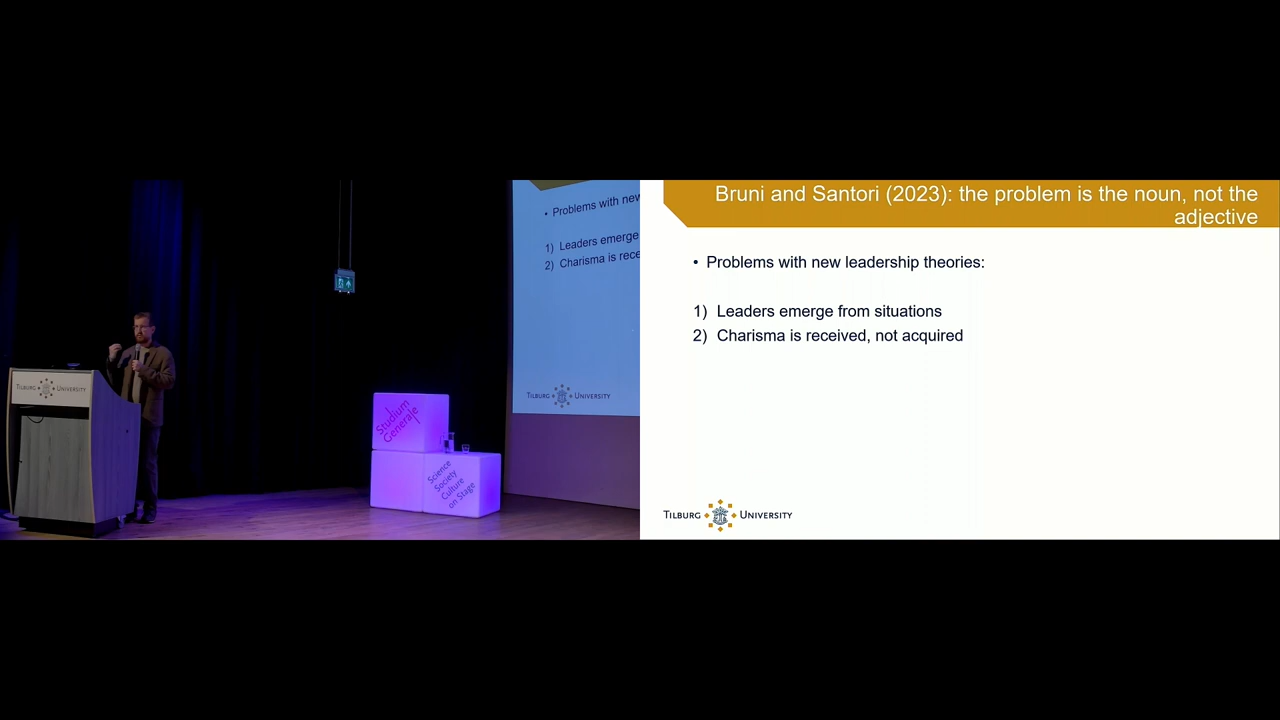 TILBURG UNIVERSITY
Studium
Generale
Science
Society
Culture
on Stage
• Problems with new
1) Leaders emerge
2) Charisma is rece
TILBURG UNIVERSITY
Bruni and Santori (2023): the problem is the noun, not the
adjective
• Problems with new leadership theories:
1) Leaders emerge from situations
2) Charisma is received, not acquired
TILBURG UNIVERSITY